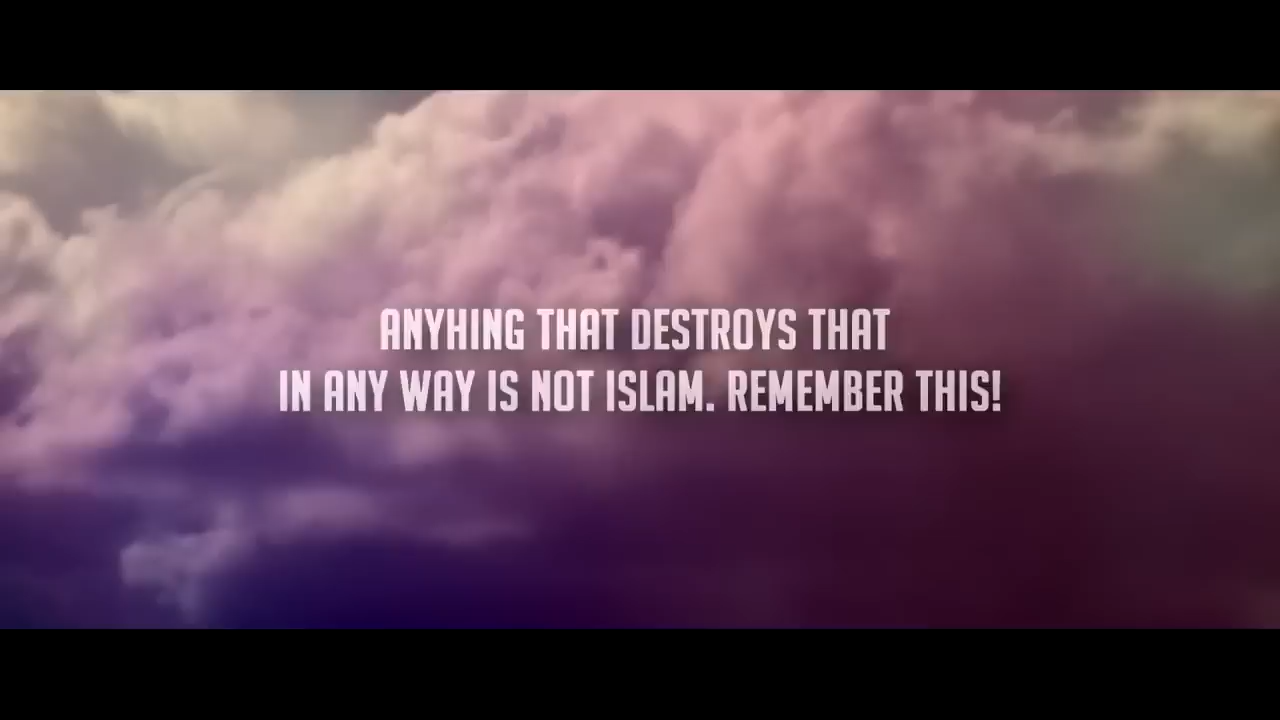 ANYHING THAT DESTROYS THAT
IN ANY WAY IS NOT ISLAM. REMEMBER THIS!